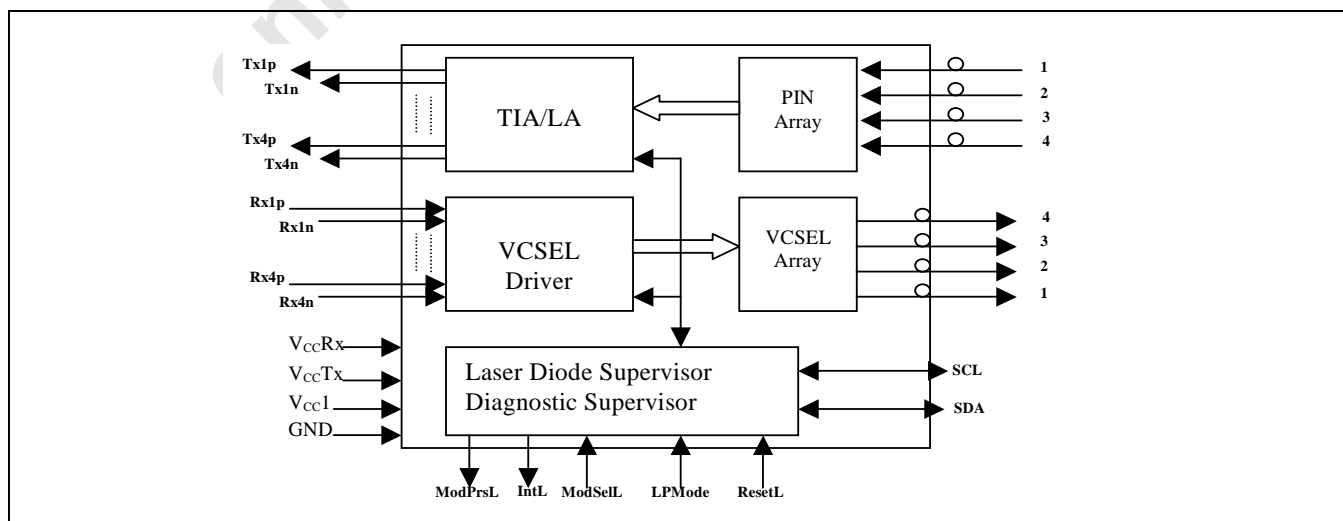 Tx1p
Tx1n
TIA/LA
PIN
Array
1
2
3
4
Tx4p
Tx4n
Rx1p
Rx1n
VCSEL
Driver
VCSEL
Array
4
3
2
1
Rx4p
Rx4n
VCCRx
VCCTx
VCC1
GND
Laser Diode Supervisor
Diagnostic Supervisor
SCL
SDA
ModPrsL
IntL
ModSelL
LPMode
ResetL